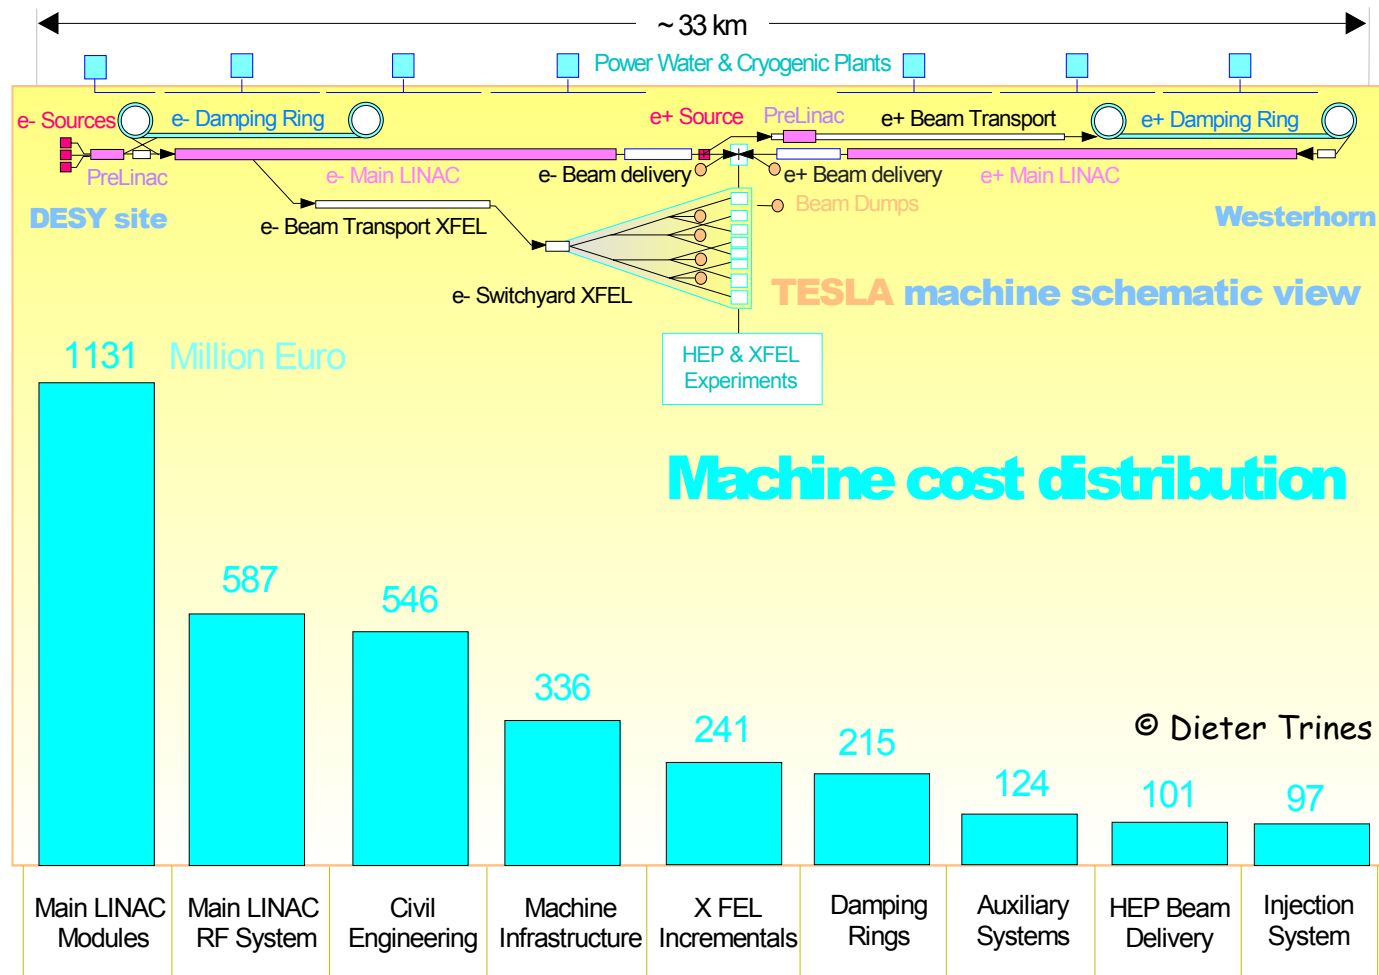 ~ 33 km
Power Water & Cryogenic Plants
e- Sources
e- Damping Ring
e+ Source
PreLinac
e+ Beam Transport
e+ Damping Ring
PreLinac
e- Main LINAC
e- Beam delivery
e+ Beam delivery
e+ Main LINAC
DESY site
e- Beam Transport XFEL
Beam Dumps
Westerhorn
e- Switchyard XFEL
TESLA machine schematic view
HEP & XFEL
Experiments
1131
Million Euro
Machine cost distribution
587
546
336
241
215
124
101
97
© Dieter Trines
Main LINAC
Modules
Main LINAC
RF System
Civil
Engineering
Machine
Infrastructure
X FEL
Incrementals
Damping
Rings
Auxiliary
Systems
HEP Beam
Delivery
Injection
System